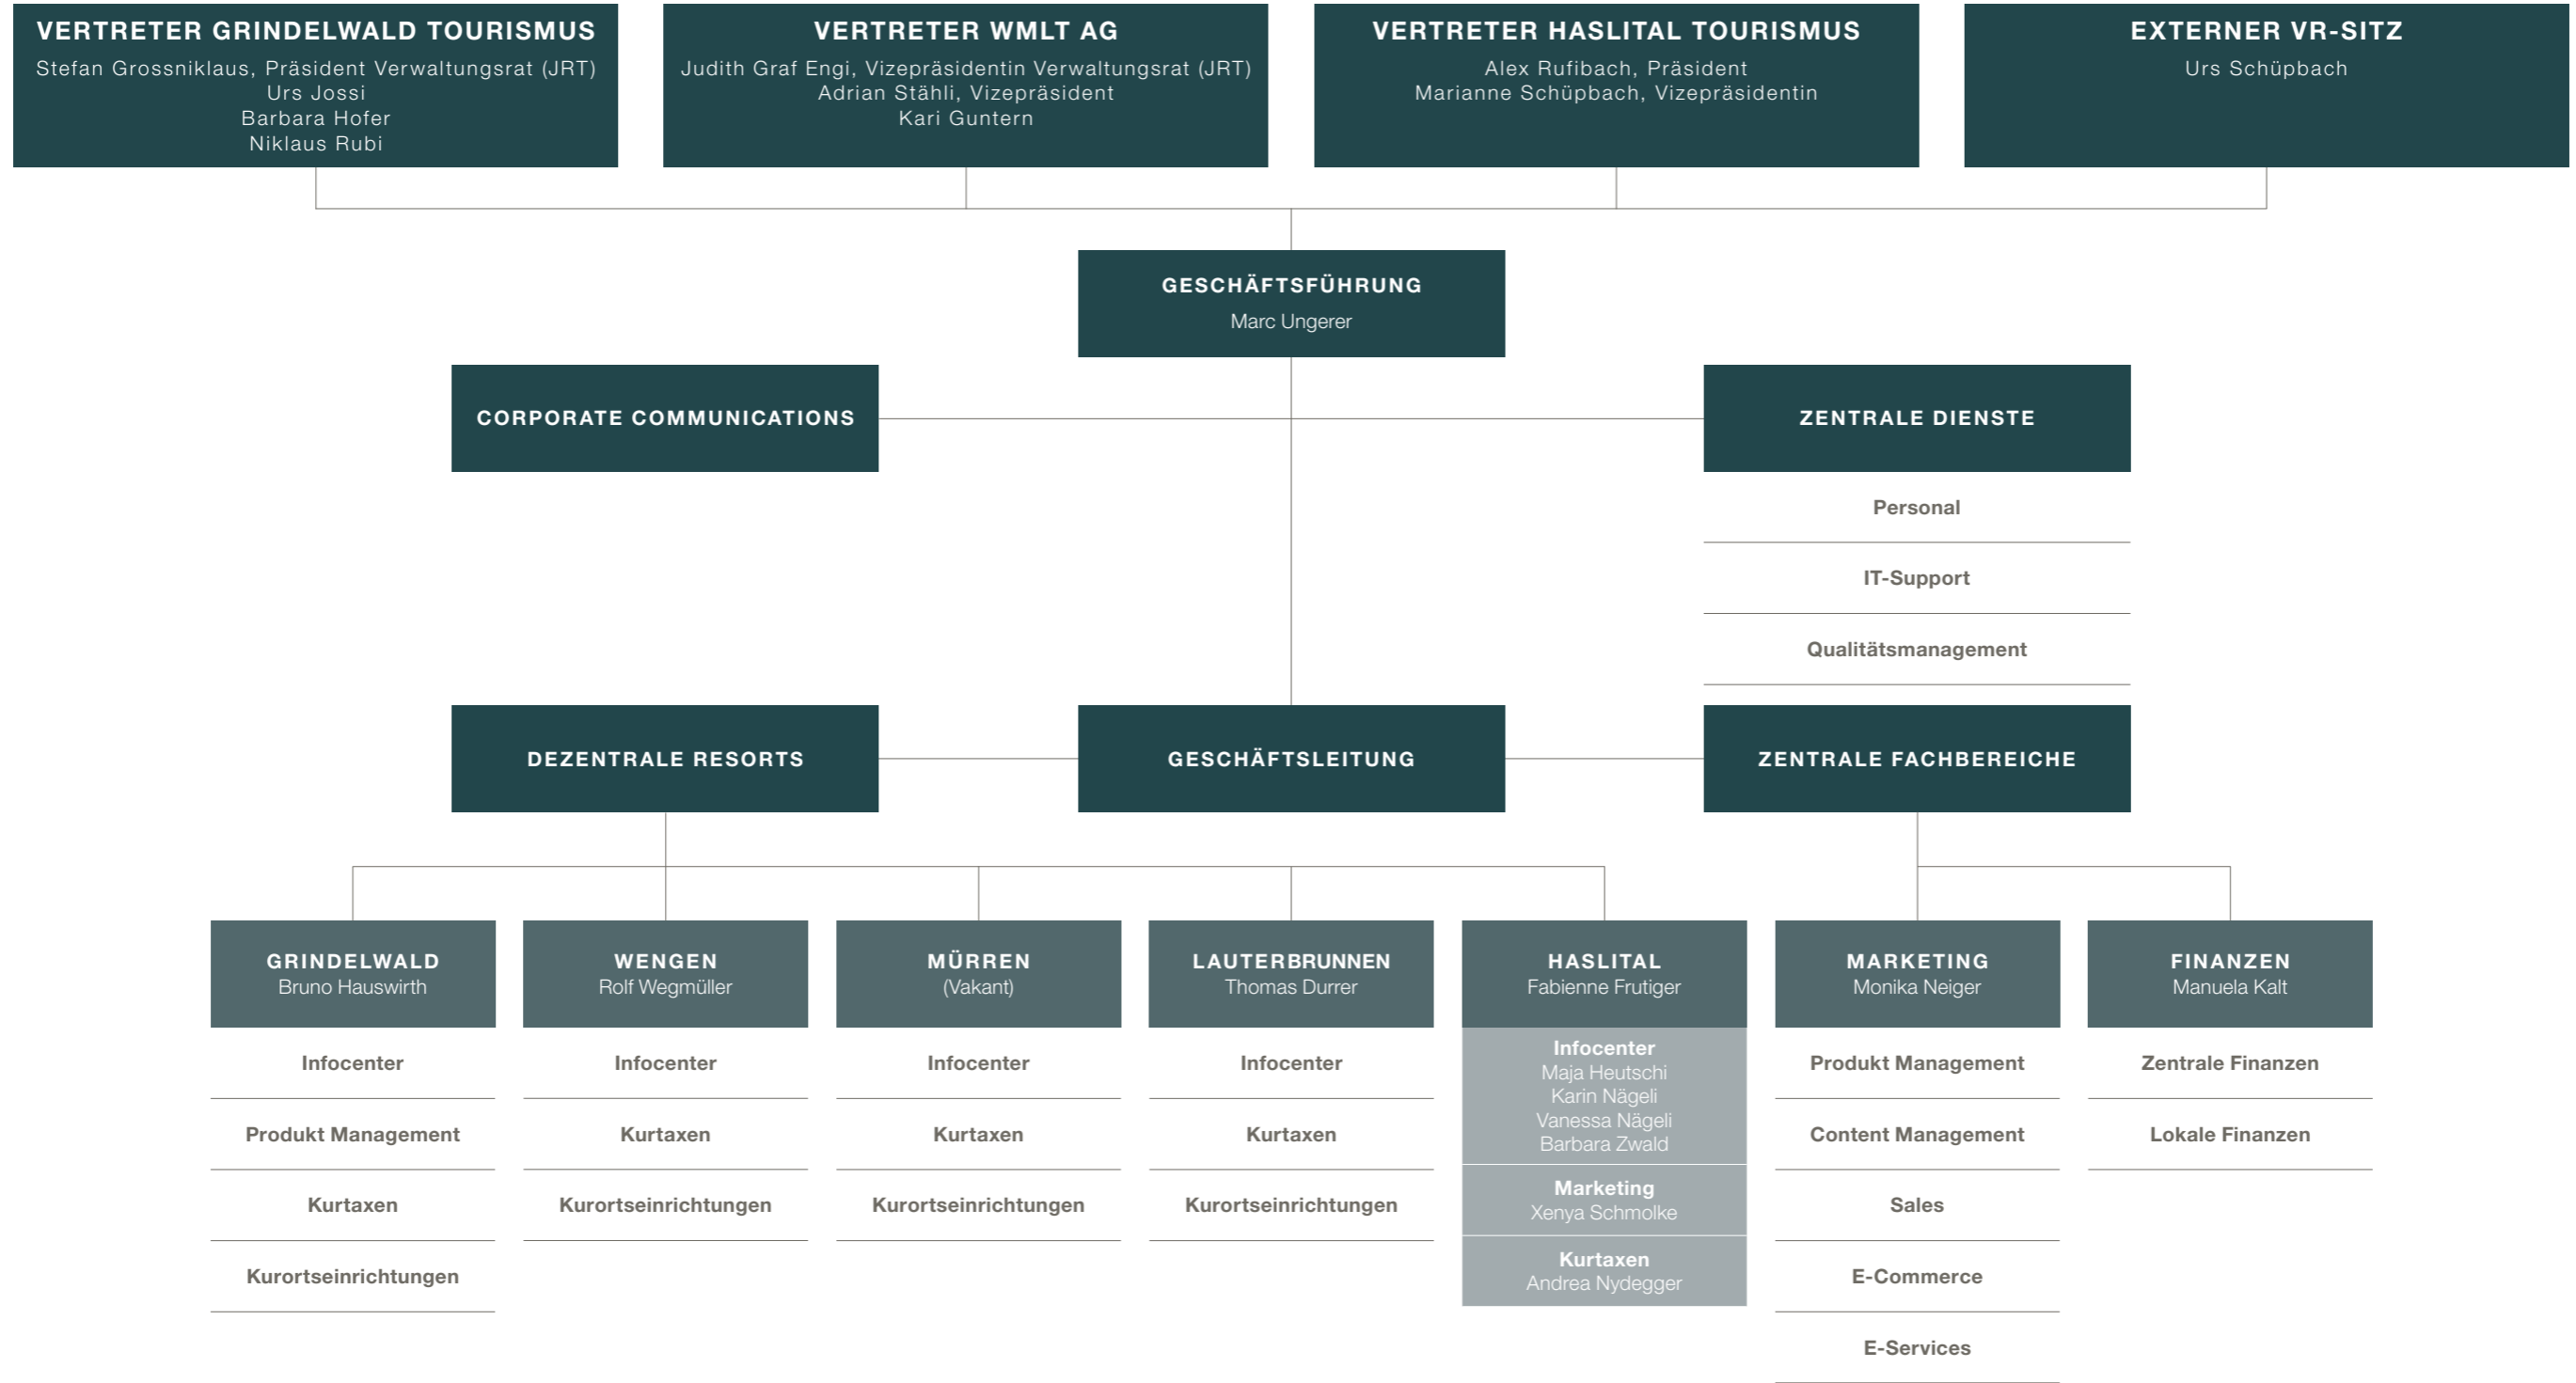 VERTRETER GRINDELWALD TOURISMUS
Stefan Grossniklaus, Präsident Verwaltungsrat (JRT)
Urs Jossi
Barbara Hofer
Niklaus Rubi
VERTRETER WMLT AG
Judith Graf Engi, Vizepräsidentin Verwaltungsrat (JRT)
Adrian Stähli, Vizepräsident
Kari Guntern
VERTRETER HASLITAL TOURISMUS
Alex Rufibach, Präsident
Marianne Schüpbach, Vizepräsidentin
EXTERNER VR-SITZ
Urs Schüpbach
GESCHÄFTSFÜHRUNG
Marc Ungerer
CORPORATE COMMUNICATIONS
ZENTRALE DIENSTE
Personal
IT-Support
Qualitätsmanagement
DEZENTRALE RESORTS
GESCHÄFTSLEITUNG
ZENTRALE FACHBEREICHE
GRINDELWALD
Bruno Hauswirth
Infocenter
Produkt Management
Kurtaxen
Kurortseinrichtungen
WENGEN
Rolf Wegmüller
Infocenter
Kurtaxen
Kurortseinrichtungen
MÜRREN
(Vakant)
Infocenter
Kurtaxen
Kurortseinrichtungen
LAUTERBRUNNEN
Thomas Durrer
Infocenter
Kurtaxen
Kurortseinrichtungen
HASLITAL
Fabienne Frutiger
Infocenter
Maja Heutschi
Karin Nägeli
Vanessa Nägeli
Barbara Zwald
Marketing
Xenya Schmolke
Kurtaxen
Andrea Nydegger
MARKETING
Monika Neiger
Produkt Management
Content Management
Sales
E-Commerce
E-Services
FINANZEN
Manuela Kalt
Zentrale Finanzen
Lokale Finanzen